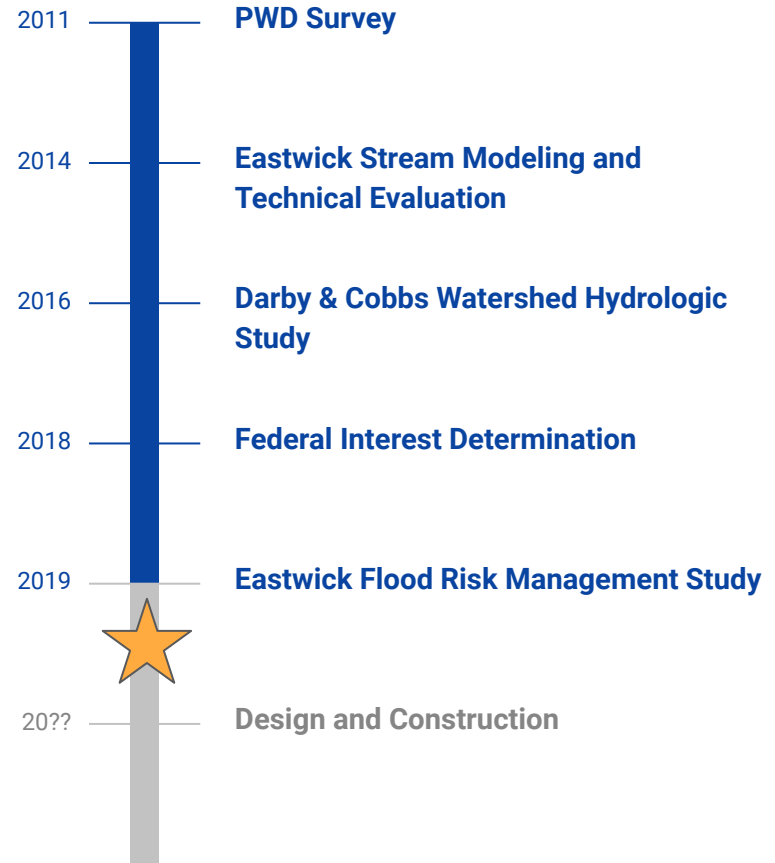 2011 PWD Survey
2014 Eastwick Stream Modeling and
Technical Evaluation
2016 Darby & Cobbs Watershed Hydrologic
Study
2018 Federal Interest Determination
2019 Eastwick Flood Risk Management Study
20?? Design and Construction